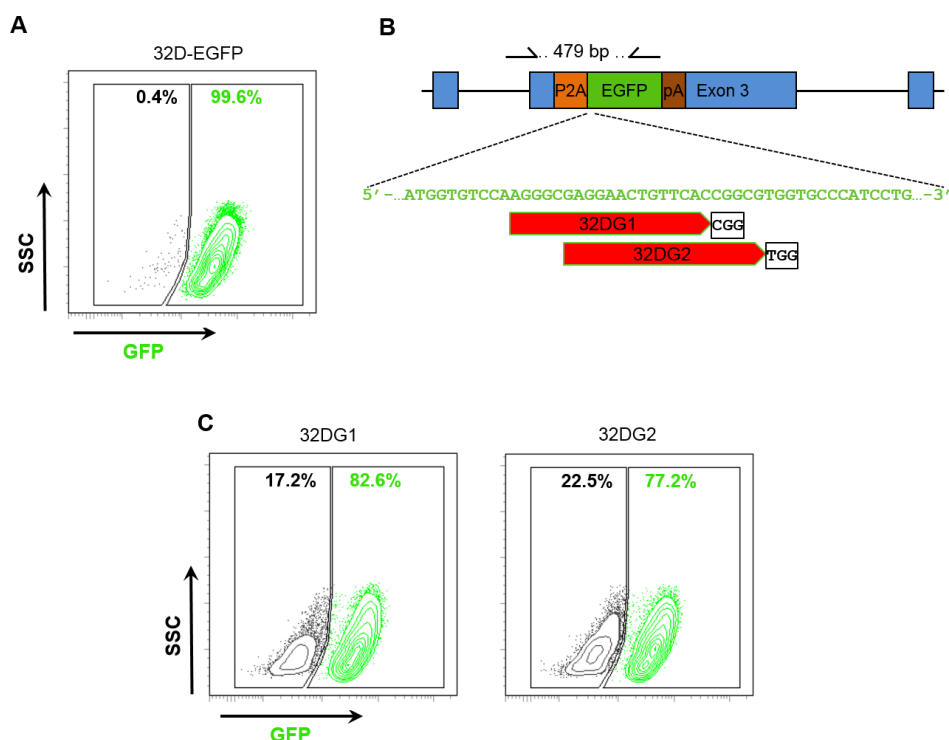 A
32D-EGFP
0.4% 99.6%
SSC
GFP
B
.. 479 bp ..
P2A EGFP pA Exon 3
5’ -…ATGGTGTCCAAGGGCGAGGAACTGTTCACCGGCGTGGTGCCCATCCTG…-3’
32DG1 CGG
32DG2 TGG
C
32DG1
17.2% 82.6%
SSC
GFP
32DG2
22.5% 77.2%